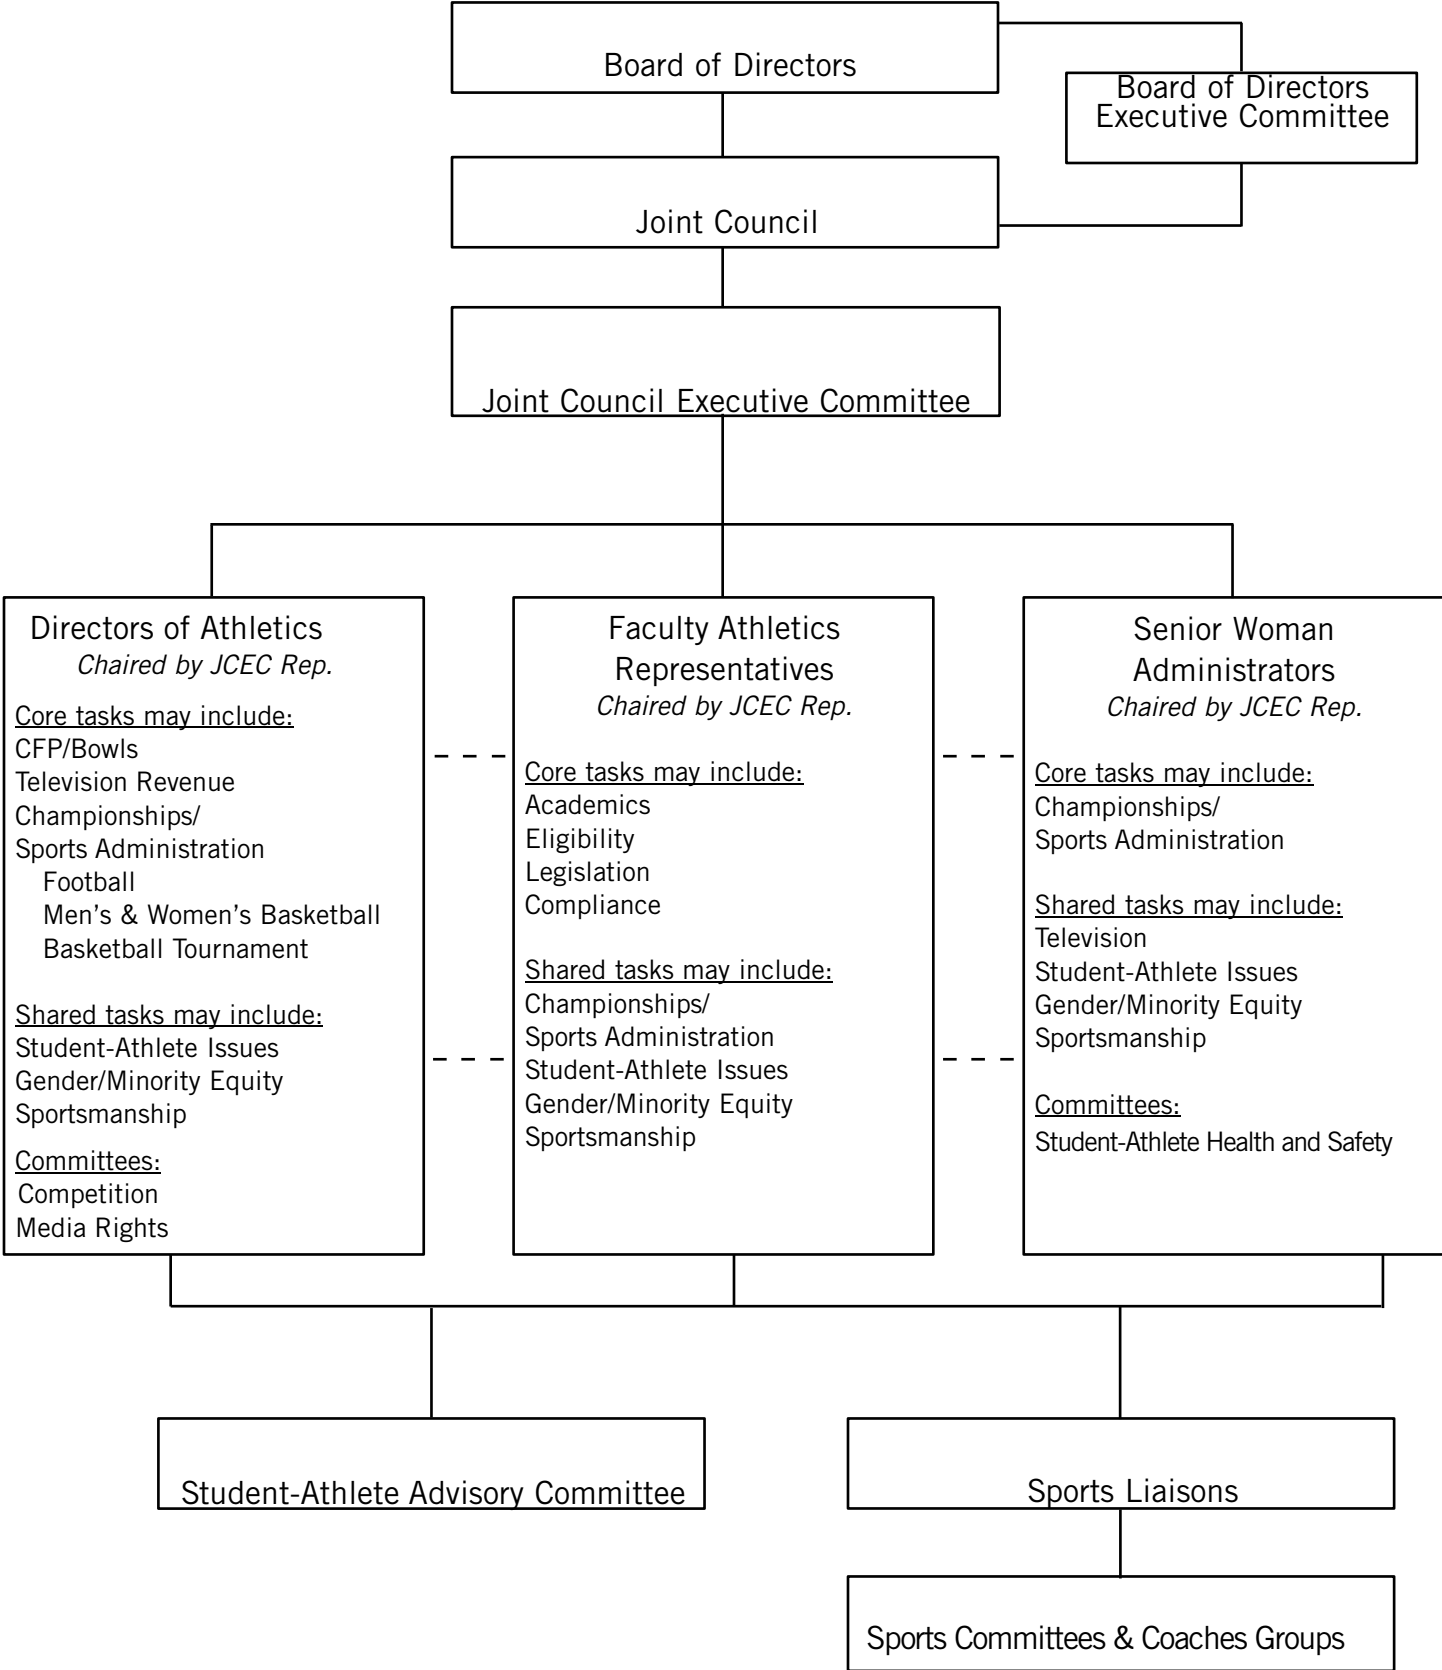 Board of Directors
Board of Directors
Executive Committee
Joint Council
Joint Council Executive Committee
Directors of Athletics
Chaired by JCEC Rep.
Core tasks may include:
CFP/Bowls
Television Revenue
Championships/
Sports Administration
Football
Men's & Women's Basketball
Basketball Tournament
Shared tasks may include:
Student-Athlete Issues
Gender/Minority Equity
Sportsmanship
Committees:
Competition
Media Rights
Faculty Athletics
Representatives
Chaired by JCEC Rep.
Core tasks may include:
Academics
Eligibility
Legislation
Compliance
Shared tasks may include:
Championships/
Sports Administration
Student-Athlete Issues
Gender/Minority Equity
Sportsmanship
Senior Woman
Administrators
Chaired by JCEC Rep.
Core tasks may include:
Championships/
Sports Administration
Shared tasks may include:
Television
Student-Athlete Issues
Gender/Minority Equity
Sportsmanship
Committees:
Student-Athlete Health and Safety
Student-Athlete Advisory Committee
Sports Liaisons
Sports Committees & Coaches Groups